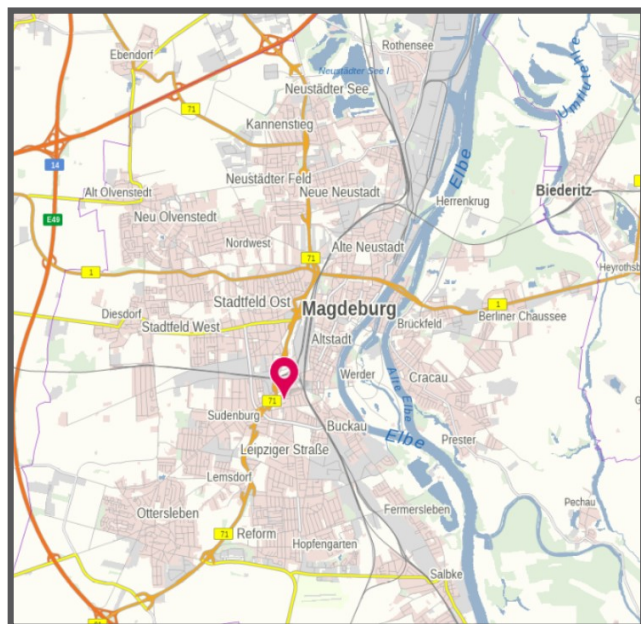 Rothensee
Ebendorf
Neustädter See I
Neustädter See
Umflutehle
71
Kannenstieg
Elbe
14
Neustädter Feld
Alt Olvenstedt
Neue Neustadt
Biederitz
Herrenkrug
E49
Neu Olvenstedt
Nordwest
Alte Neustadt
71
Heyrothsb
1
Stadtfeld Ost
Magdeburg
1
Diesdorf
Berliner Chaussee
Stadtfeld West
Brückfeld
Altstadt
Werder
Cracau
Alte Elbe
71
Sudenburg
Buckau
Elbe
Prester
Leipziger Straße
Lemsdorf
Pechau
Ottersleben
Fermersleben
71
Reform
Hopfengarten
Salbke